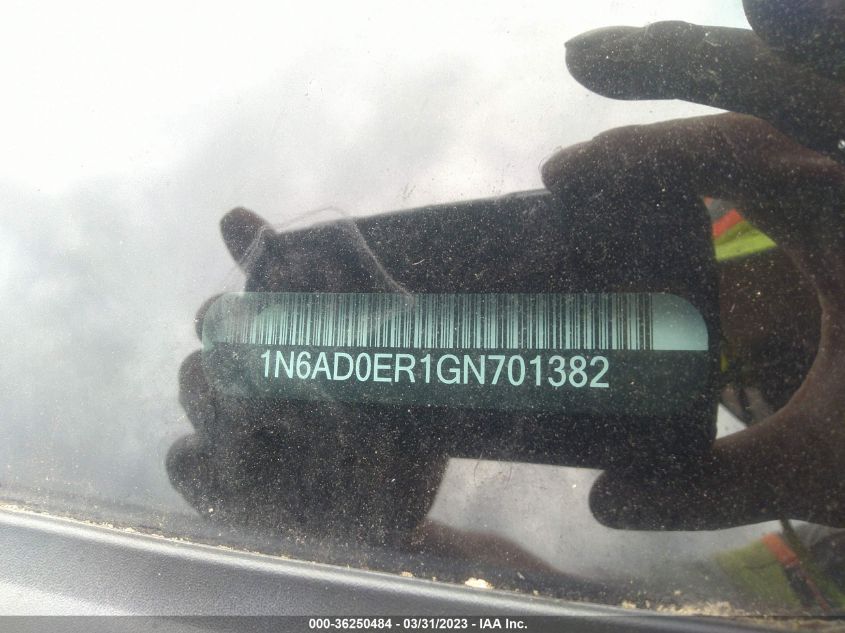 1N6AD0ER1GN701382
000-36250484 - 03/31/2023 - IAA Inc.